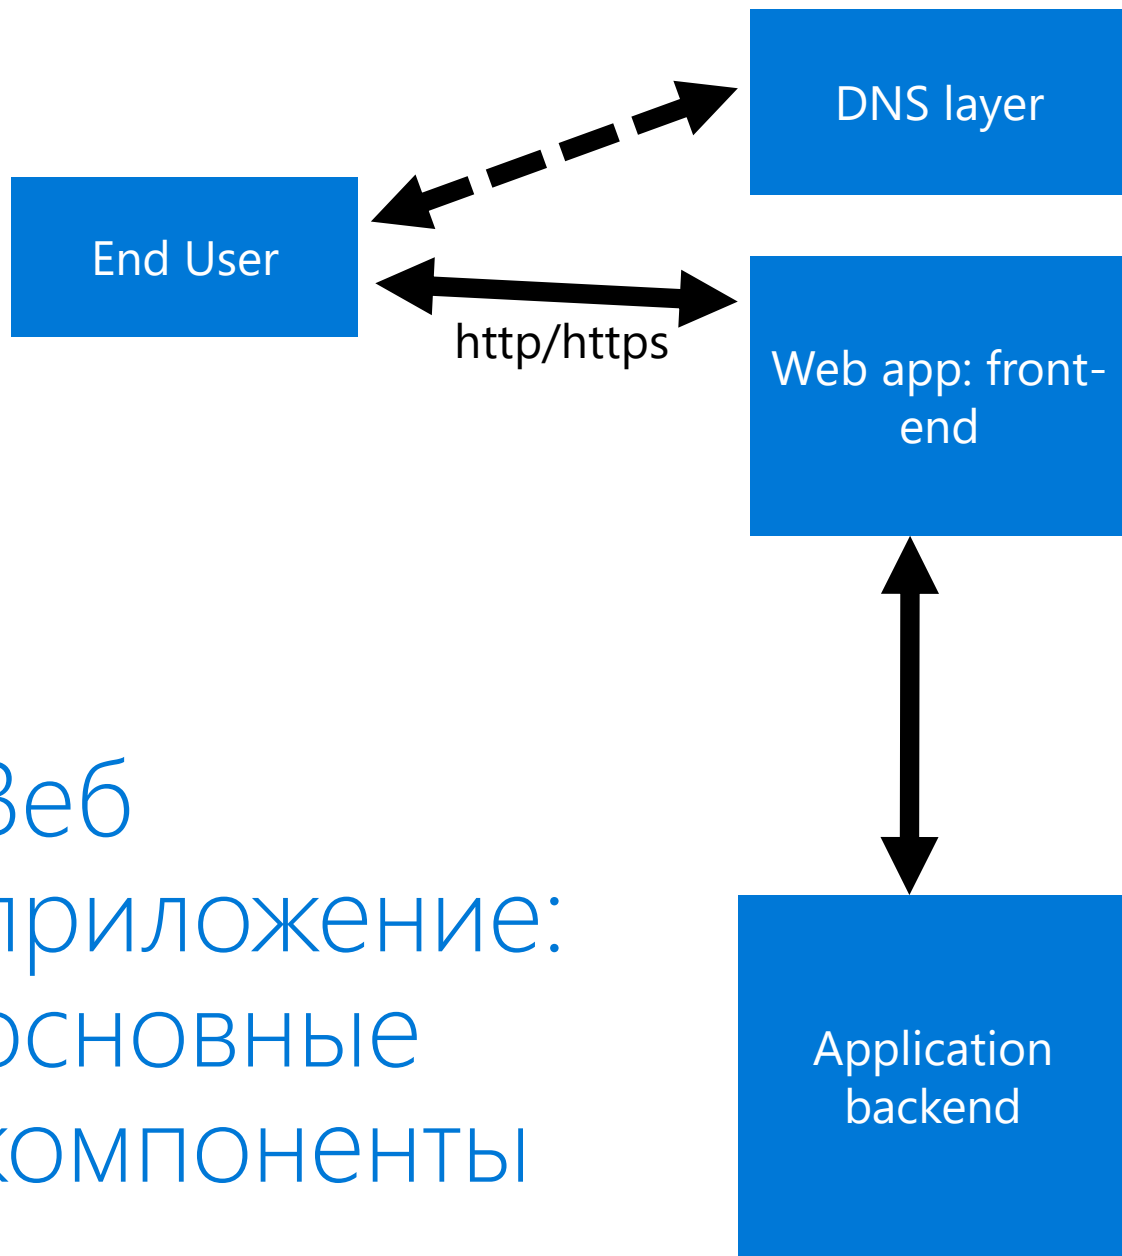 DNS layer
End User
http/https
Web app: front-
end
Веб
приложение:
основные
компоненты
Application
backend